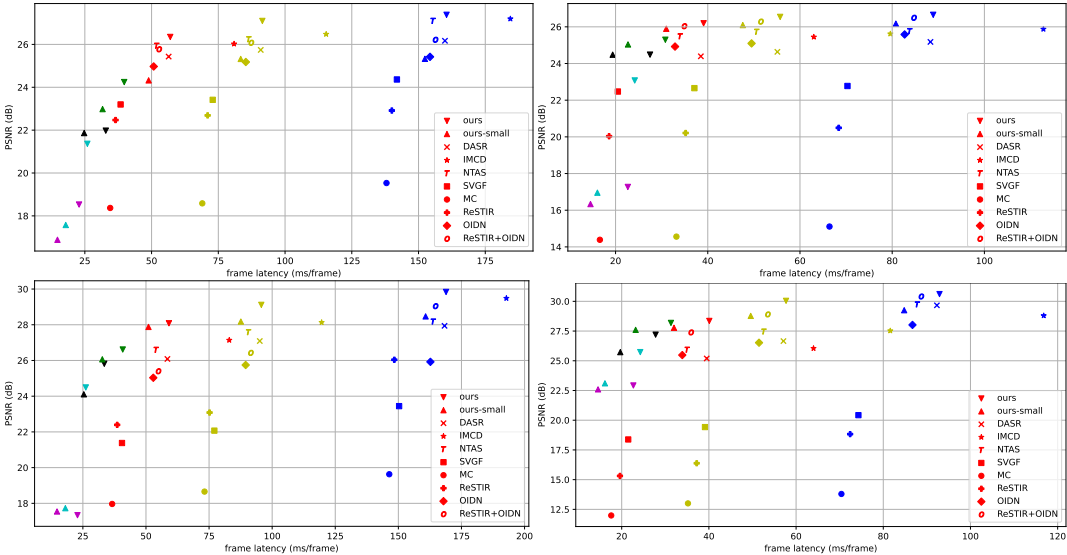 PSNR (dB)
26
24
22
20
18
25
50
75
100
125
150
175
frame latency (ms/frame)
ours
ours-small
DASR
IMCD
NTAS
SVGF
MC
ReSTIR
OIDN
ReSTIR+OIDN
PSNR (dB)
26
24
22
20
18
16
14
20
40
60
80
100
frame latency (ms/frame)
ours
ours-small
DASR
IMCD
NTAS
SVGF
MC
ReSTIR
OIDN
ReSTIR+OIDN
PSNR (dB)
30
28
26
24
22
20
18
25
50
75
100
125
150
175
200
frame latency (ms/frame)
ours
ours-small
DASR
IMCD
NTAS
SVGF
MC
ReSTIR
OIDN
ReSTIR+OIDN
PSNR (dB)
30.0
27.5
25.0
22.5
20.0
17.5
15.0
12.5
20
40
60
80
100
120
frame latency (ms/frame)
ours
ours-small
DASR
IMCD
NTAS
SVGF
MC
ReSTIR
OIDN
ReSTIR+OIDN